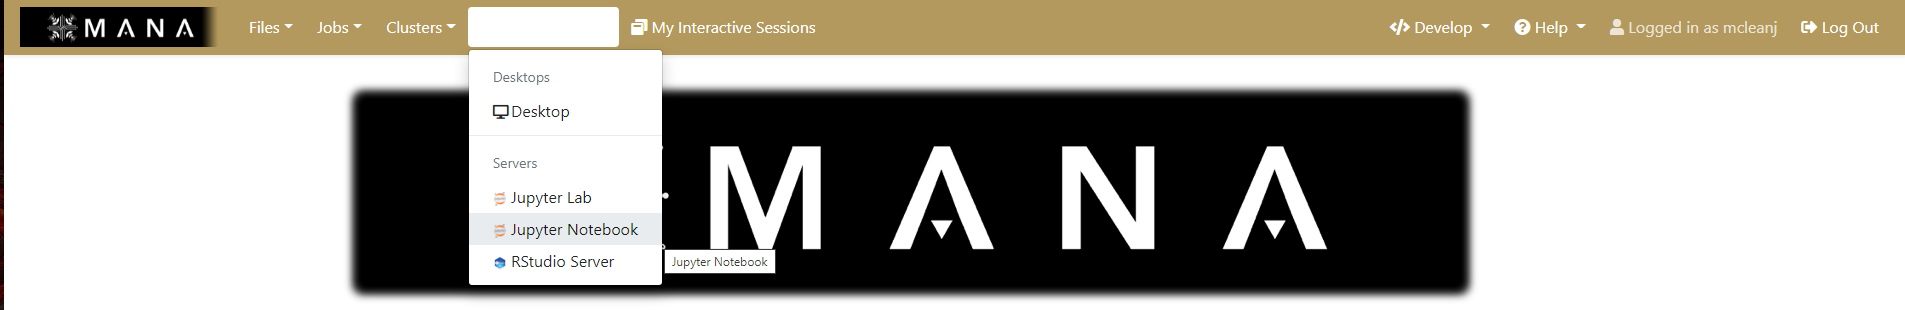 MANA Files Jobs Clusters My Interactive Sessions Develop Help Logged in as mcleanj Log Out
Desktops
Desktop
Servers
Jupyter Lab
Jupyter Notebook
RStudio Server
Jupyter Notebook
MANA